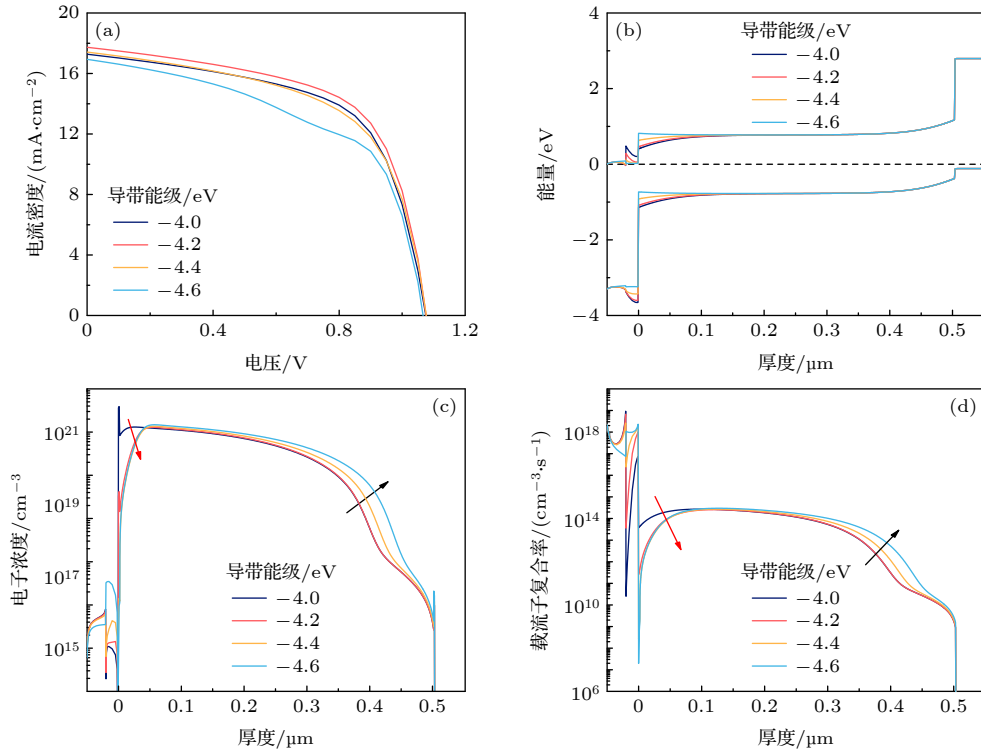 (a)
电流密度/(mA·cm−2)
20
16
12
8
4
0
导带能级/eV
−4.0
−4.2
−4.4
−4.6
0 0.4 0.8 1.2
电压/V
(b)
能量/eV
4
2
0
−2
−4
导带能级/eV
−4.0
−4.2
−4.4
−4.6
0 0.1 0.2 0.3 0.4 0.5
厚度/µm
(c)
电子浓度/cm−3
1021
1019
1017
1015
导带能级/eV
−4.0
−4.2
−4.4
−4.6
0 0.1 0.2 0.3 0.4 0.5
厚度/µm
(d)
载流子复合率/(cm−3·s−1)
1018
1014
1010
106
导带能级/eV
−4.0
−4.2
−4.4
−4.6
0 0.1 0.2 0.3 0.4 0.5
厚度/µm